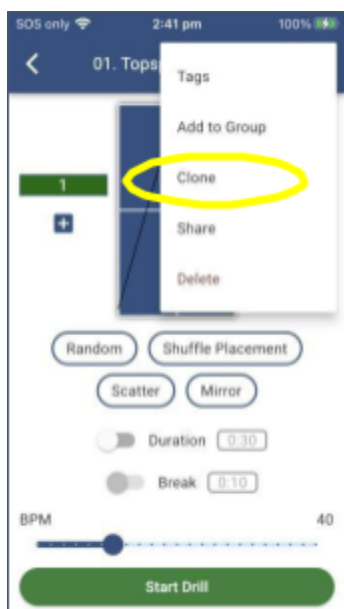 SOS only 2:41 pm 100%
01. Tops
Tags
Add to Group
Clone
1
Share
Delete
Random Shuffle Placement
Scatter Mirror
Duration 0:30
Break 0:10
BPM 40
Start Drill